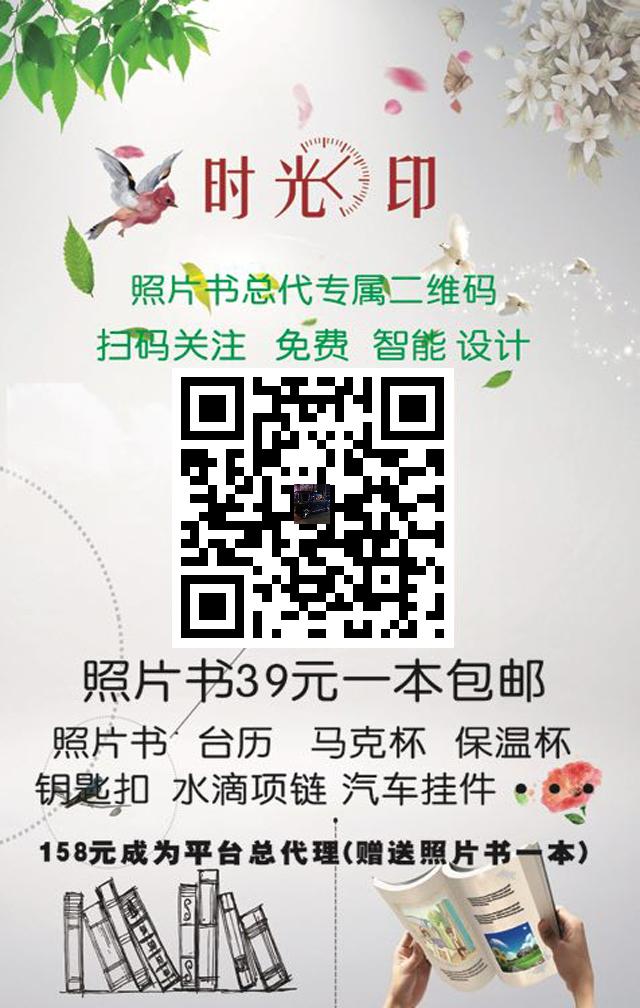 时光印
照片书总代专属二维码
扫码关注 免费 智能 设计
照片书39元一本包邮
照片书 台历 马克杯 保温杯
钥匙扣 水滴项链 汽车挂件
158元成为平台总代理(赠送照片书一本)